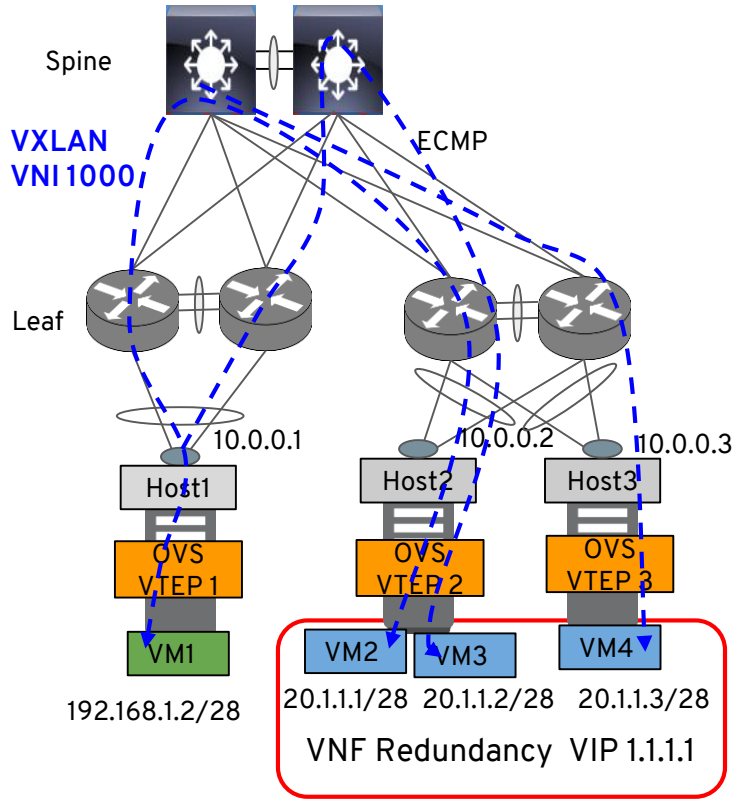 Spine
VXLAN
VNI 1000
ECMP
Leaf
10.0.0.1
10.0.0.2
10.0.0.3
Host1
Host2
Host3
OVS
VTEP 1
OVS
VTEP 2
OVS
VTEP 3
VM1
VM2
VM3
VM4
192.168.1.2/28
20.1.1.1/28
20.1.1.2/28
20.1.1.3/28
VNF Redundancy VIP 1.1.1.1